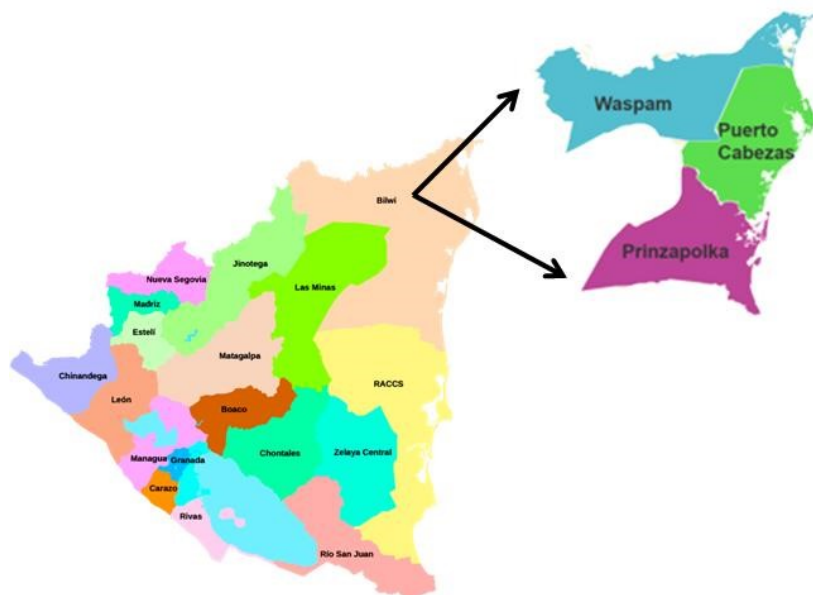 Waspam
Puerto
Cabezas
Prinzapolka
Bilwi
Jinotega
Nueva Segovia
Las Minas
Madriz
Estelí
Matagalpa
Chinandega
RACCS
León
Boaco
Managua
Granada
Chontales
Zelaya Central
Carazo
Rivas
Río San Juan